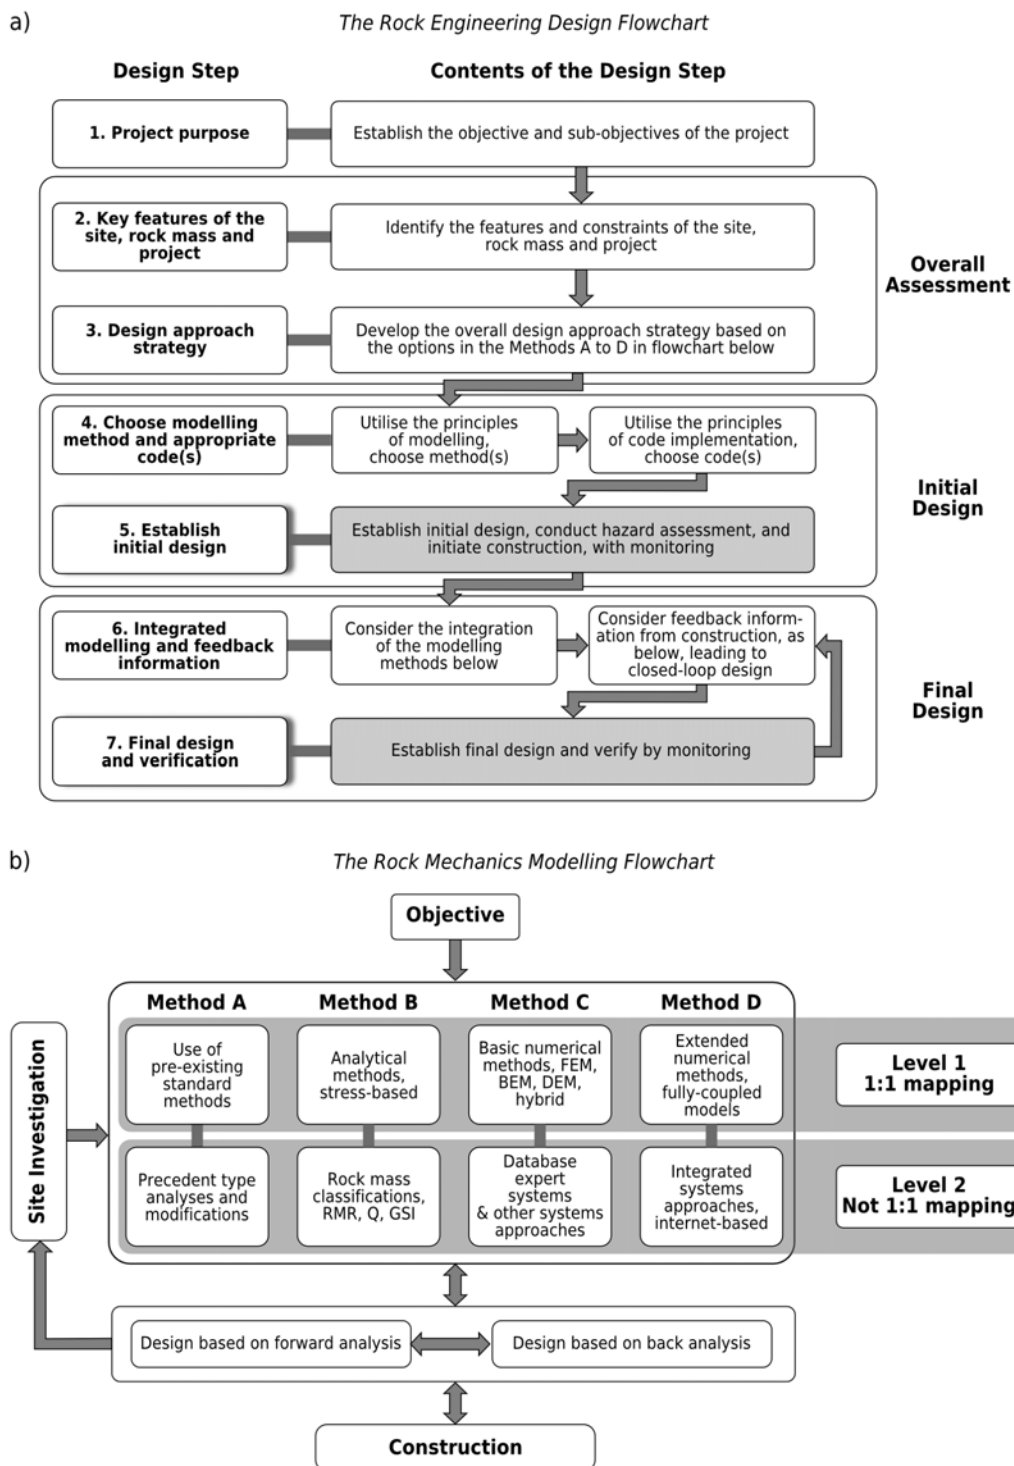 a)
The Rock Engineering Design Flowchart
Design Step
Contents of the Design Step
1. Project purpose
Establish the objective and sub-objectives of the project
2. Key features of the
site, rock mass and
project
Identify the features and constraints of the site,
rock mass and project
3. Design approach
strategy
Develop the overall design approach strategy based on
the options in the Methods A to D in flowchart below
Overall
Assessment
4. Choose modelling
method and appropriate
code(s)
Utilise the principles
of modelling,
choose method(s)
Utilise the principles
of code implementation,
choose code(s)
5. Establish
initial design
Establish initial design, conduct hazard assessment, and
initiate construction, with monitoring
Initial
Design
6. Integrated
modelling and feedback
information
Consider the integration
of the modelling
methods below
Consider feedback inform-
ation from construction, as
below, leading to
closed-loop design
7. Final design
and verification
Establish final design and verify by monitoring
Final
Design
b)
The Rock Mechanics Modelling Flowchart
Objective
Site Investigation
Method A
Method B
Method C
Method D
Use of
pre-existing
standard
methods
Analytical
methods,
stress-based
Basic numerical
methods, FEM,
BEM, DEM,
hybrid
Extended
numerical
methods,
fully-coupled
models
Level 1
1:1 mapping
Precedent type
analyses and
modifications
Rock mass
classifications,
RMR, Q, GSI
Database
expert
systems
& other systems
approaches
Integrated
systems
approaches,
internet-based
Level 2
Not 1:1 mapping
Design based on forward analysis
Design based on back analysis
Construction